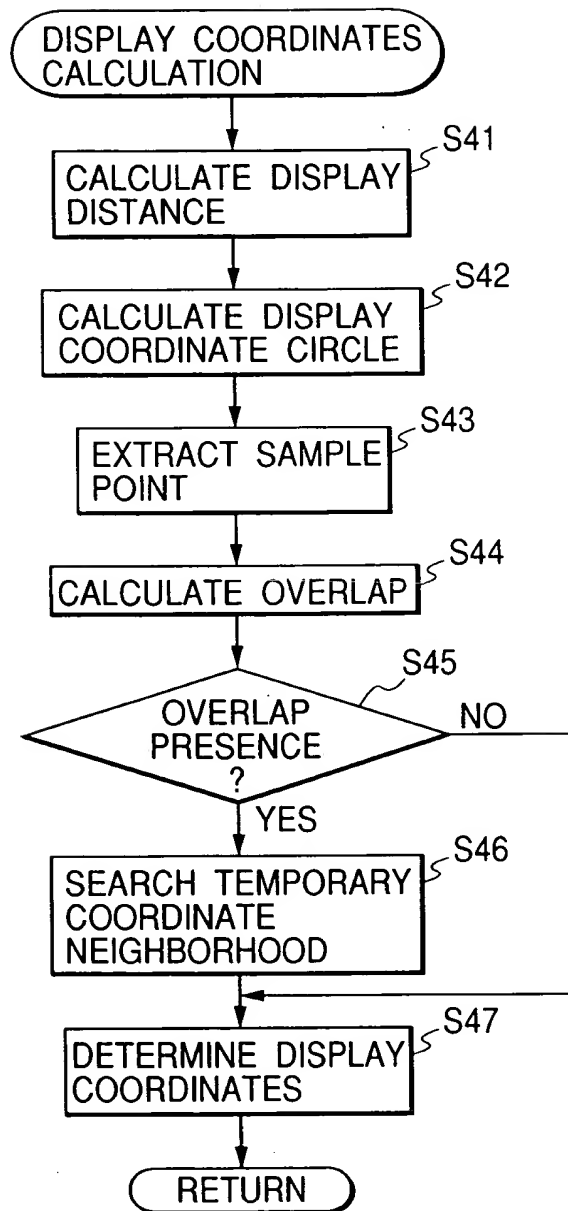 DISPLAY COORDINATES
CALCULATION
S41
CALCULATE DISPLAY
DISTANCE
S42
CALCULATE DISPLAY
COORDINATE CIRCLE
S43
EXTRACT SAMPLE
POINT
S44
CALCULATE OVERLAP
S45
OVERLAP
PRESENCE
?
NO
YES
S46
SEARCH TEMPORARY
COORDINATE
NEIGHBORHOOD
S47
DETERMINE DISPLAY
COORDINATES
RETURN